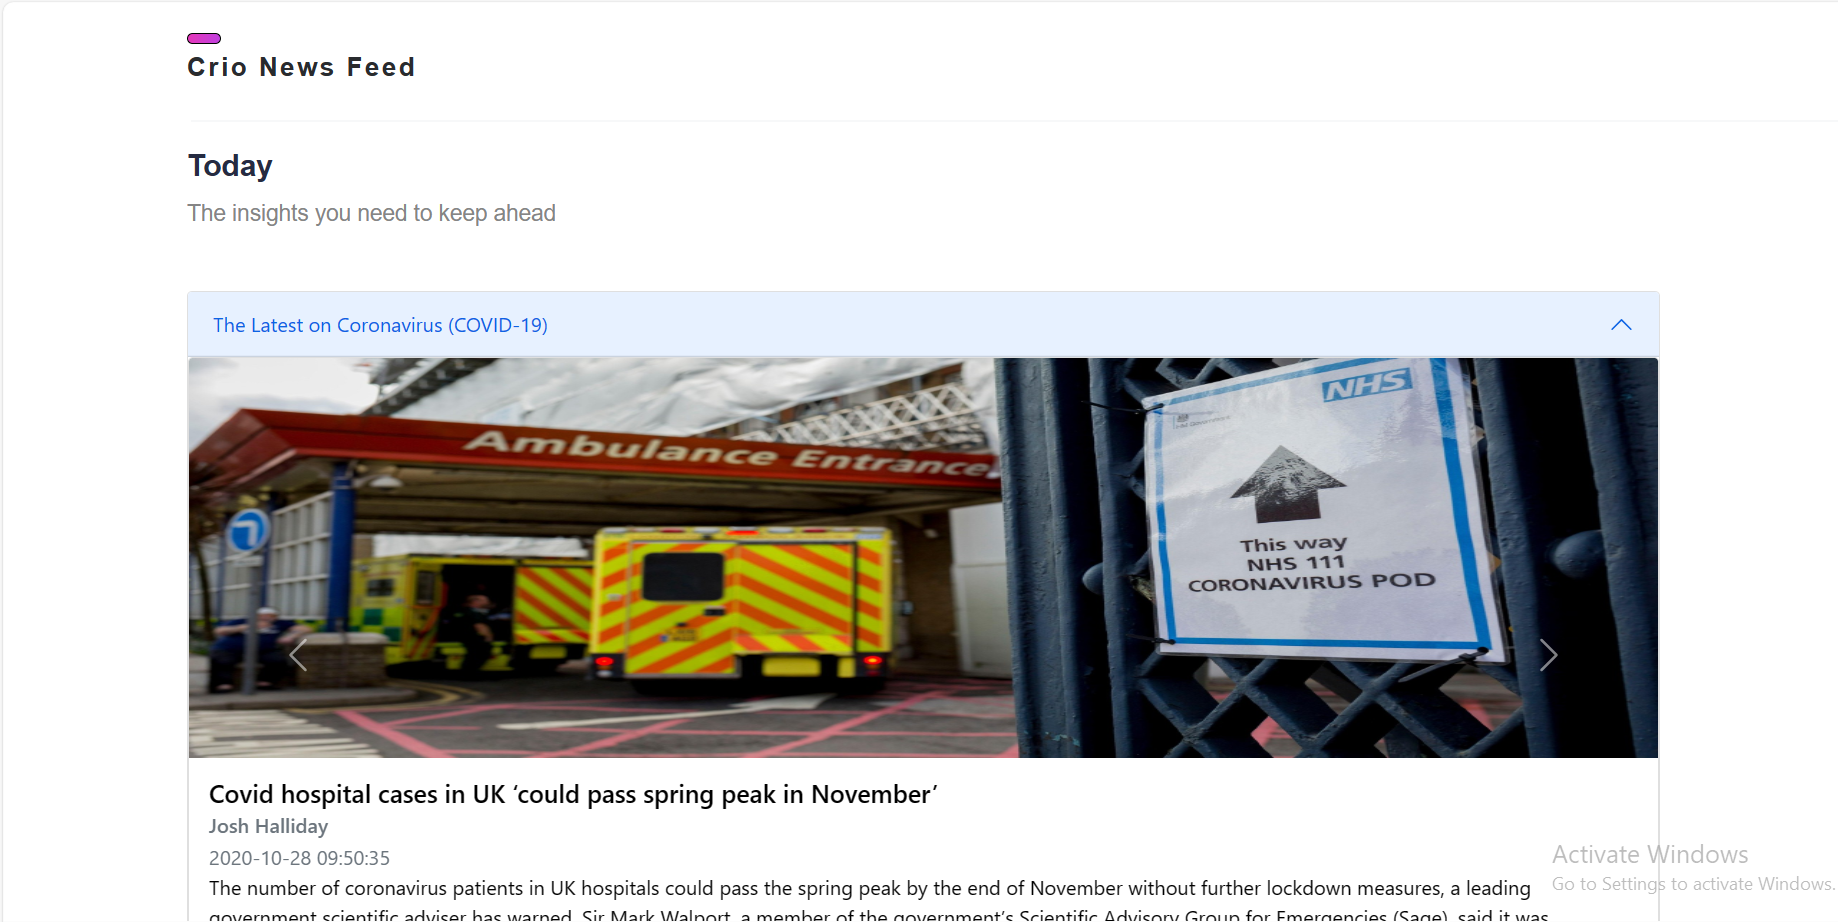 Crio News Feed
Today
The insights you need to keep ahead
The Latest on Coronavirus (COVID-19)
Ambulance Entrance
NHS
This way
NHS 111
CORONAVIRUS POD
Covid hospital cases in UK ‘could pass spring peak in November’
Josh Halliday
2020-10-28 09:50:35
The number of coronavirus patients in UK hospitals could pass the spring peak by the end of November without further lockdown measures, a leading
government scientific adviser has warned. Sir Mark Walport, a member of the government’s Scientific Advisory Group for Emergencies (Sage), said it was
Activate Windows
Go to Settings to activate Windows.